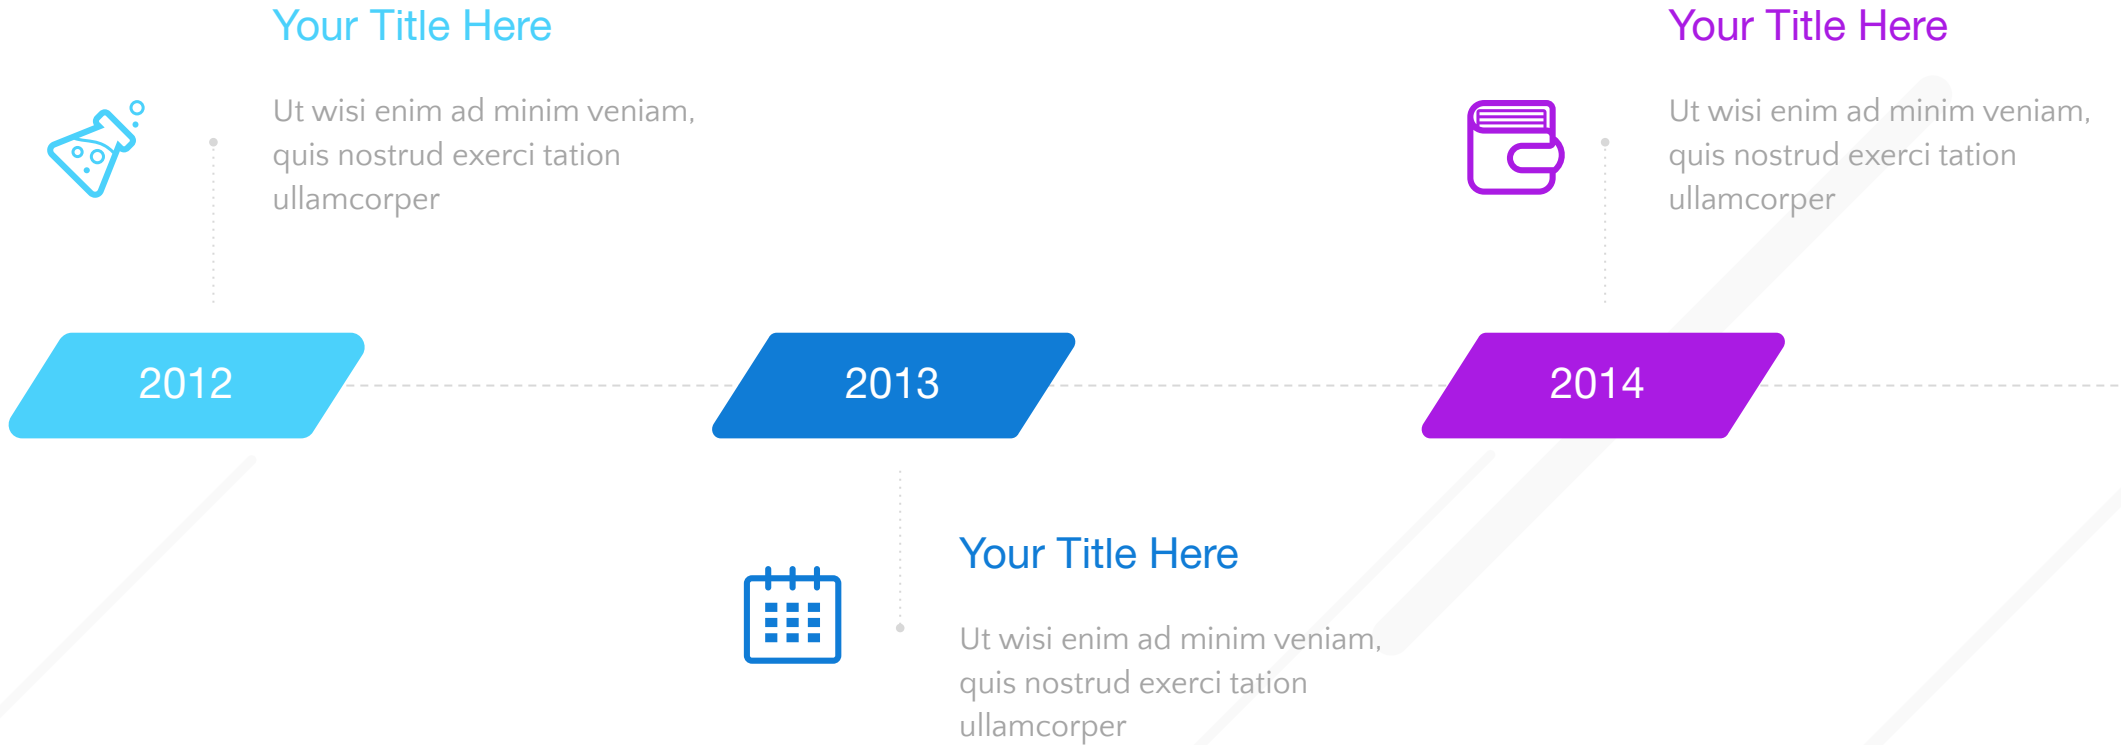 Your Title Here
Ut wisi enim ad minim veniam,
quis nostrud exerci tation
ullamcorper
Your Title Here
Ut wisi enim ad minim veniam,
quis nostrud exerci tation
ullamcorper
2012
2013
2014
Your Title Here
Ut wisi enim ad minim veniam,
quis nostrud exerci tation
ullamcorper